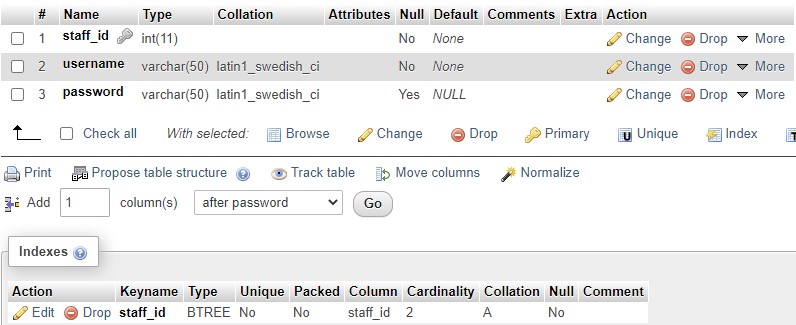 # Name Type Collation Attributes Null Default Comments Extra Action
1 staff_id int(11) No None Change Drop More
2 username varchar(50) latin1_swedish_ci No None Change Drop More
3 password varchar(50) latin1_swedish_ci Yes NULL Change Drop More
Check all With selected: Browse Change Drop Primary Unique Index
Print Propose table structure Track table Move columns Normalize
Add 1 column(s) after password Go
Indexes
Action Keyname Type Unique Packed Column Cardinality Collation Null Comment
Edit Drop staff_id BTREE No No staff_id 2 A No